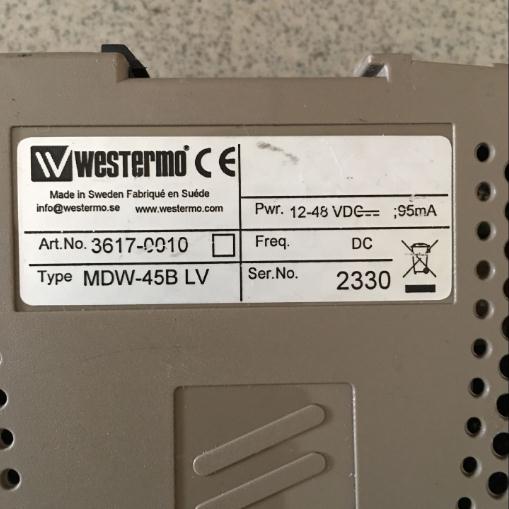 WESTERMO CE
Made in Sweden Fabriqué en Suéde
info@westermo.se www.westermo.com
Pwr. 12-48 VDC ;95mA
Art.No. 3617-0010
Freq. DC
Type MDW-45B LV
Ser.No. 2330